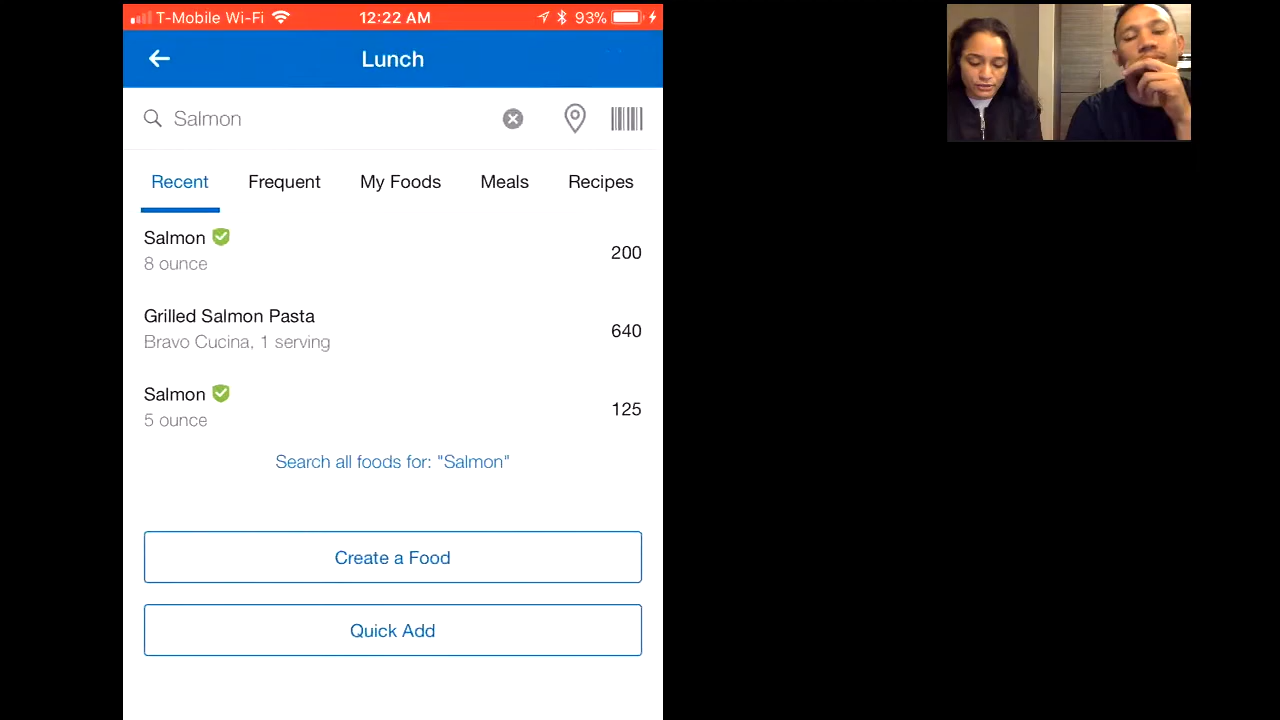 T-Mobile Wi-Fi 12:22 AM 93%
Lunch
Salmon
Recent Frequent My Foods Meals Recipes
Salmon
8 ounce
200
Grilled Salmon Pasta
Bravo Cucina, 1 serving
640
Salmon
5 ounce
125
Search all foods for: "Salmon"
Create a Food
Quick Add